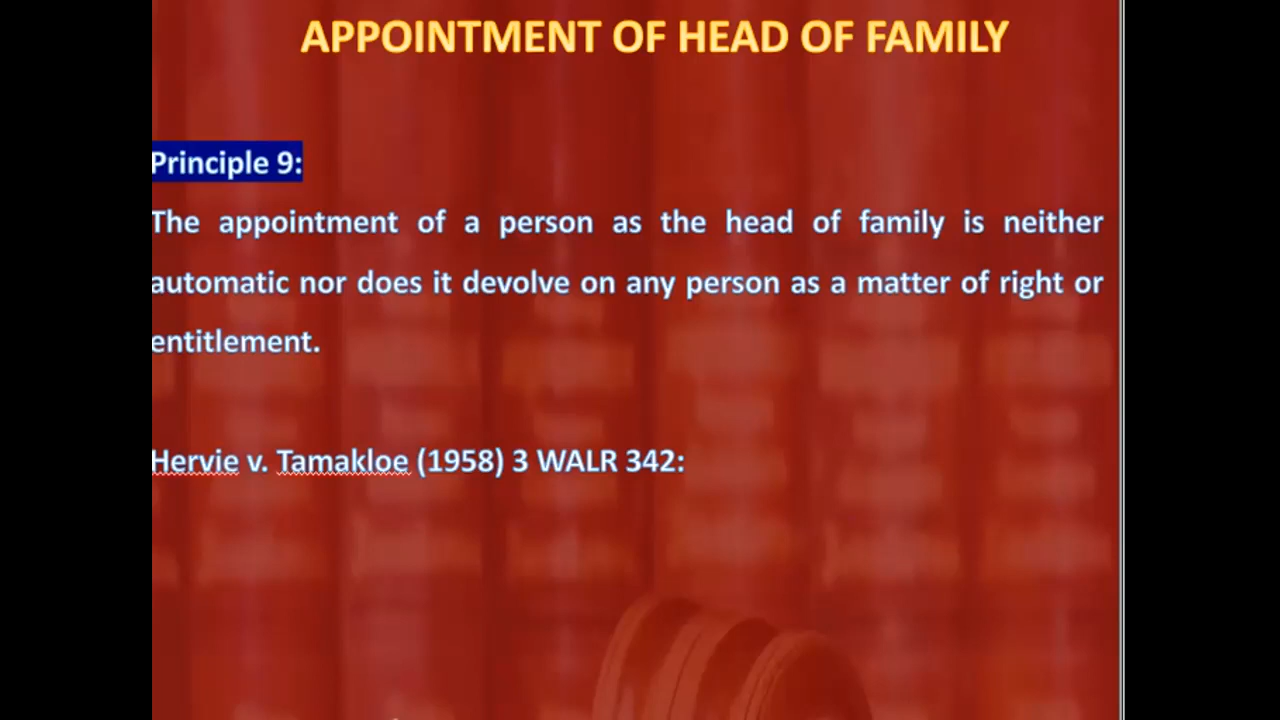 APPOINTMENT OF HEAD OF FAMILY
Principle 9:
The appointment of a person as the head of family is neither
automatic nor does it devolve on any person as a matter of right or
entitlement.
Hervie v. Tamakloe (1958) 3 WALR 342: